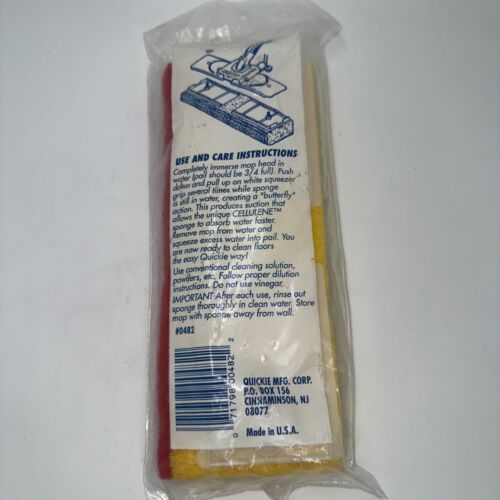 USE AND CARE INSTRUCTIONS
Completely immerse mop head in
water (pail should be 3/4 full). Push
down and pull up on white squeezer
grip several times while sponge
is still in water, creating a "butterfly"
action. This produces suction that
allows the unique CELLULENE™
sponge to absorb water faster.
Remove mop from water and
squeeze excess water into pail. You
are now ready to clean floors
the easy Quickie way!
Use conventional cleaning solution,
powders, etc. Follow proper dilution
instructions. Do not use vinegar.
IMPORTANT-After each use, rinse out
sponge thoroughly in clean water. Store
mop with sponge away from wall.
#0482
0 71798 00482 2
QUICKIE MFG. CORP.
P.O. BOX 156
CINNAMINSON, NJ
08077
Made in U.S.A.